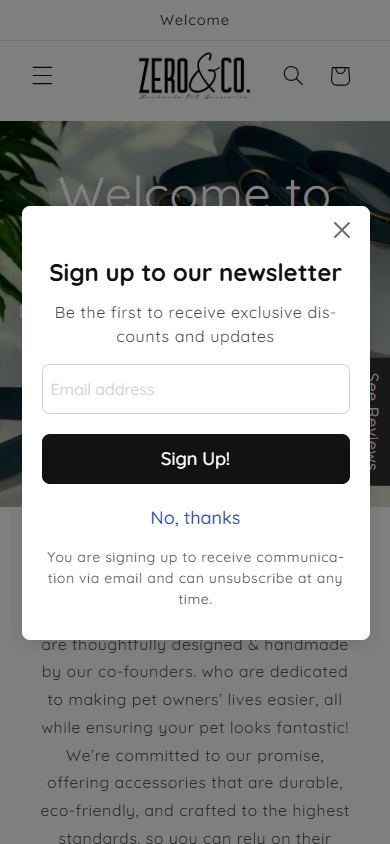 Welcome
ZERO&CO.
Handmade Pet Accessories
Welcome to
Sign up to our newsletter
Be the first to receive exclusive dis-
counts and updates
Email address
See Reviews
Sign Up!
No, thanks
You are signing up to receive communica-
tion via email and can unsubscribe at any
time.
are thoughtfully designed & handmade
by our co-founders. who are dedicated
to making pet owners’ lives easier, all
while ensuring your pet looks fantastic!
We’re committed to our promise,
offering accessories that are durable,
eco-friendly, and crafted to the highest
standards, so you can rely on their